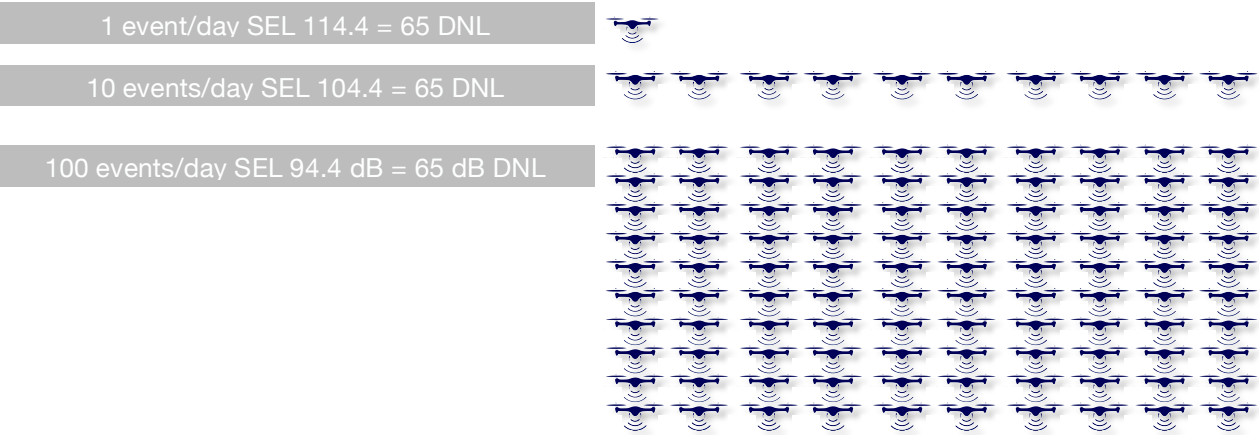 1 event/day SEL 114.4 = 65 DNL
10 events/day SEL 104.4 = 65 DNL
100 events/day SEL 94.4 dB = 65 dB DNL